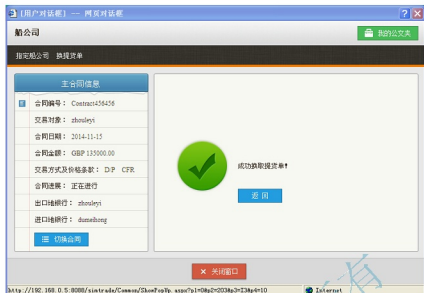 [用户对话框] -- 网页对话框
船公司
我的公文夹
指定船公司 换提货单
主合同信息
合同编号： Contract456456
交易对象： zhouleyi
合同日期： 2014-11-15
合同金额： GBP 135000.00
交易方式及价格条款： D/P CFR
合同进展： 正在进行
出口地银行： zhouleyi
进口地银行： dumeihong
切换合同
成功换取提货单!
返 回
× 关闭窗口
http://192.168.0.5:8088/simtrade/Common/ShowPopUp.aspx?p1=0&p2=203&p3=23&p4=10 Internet